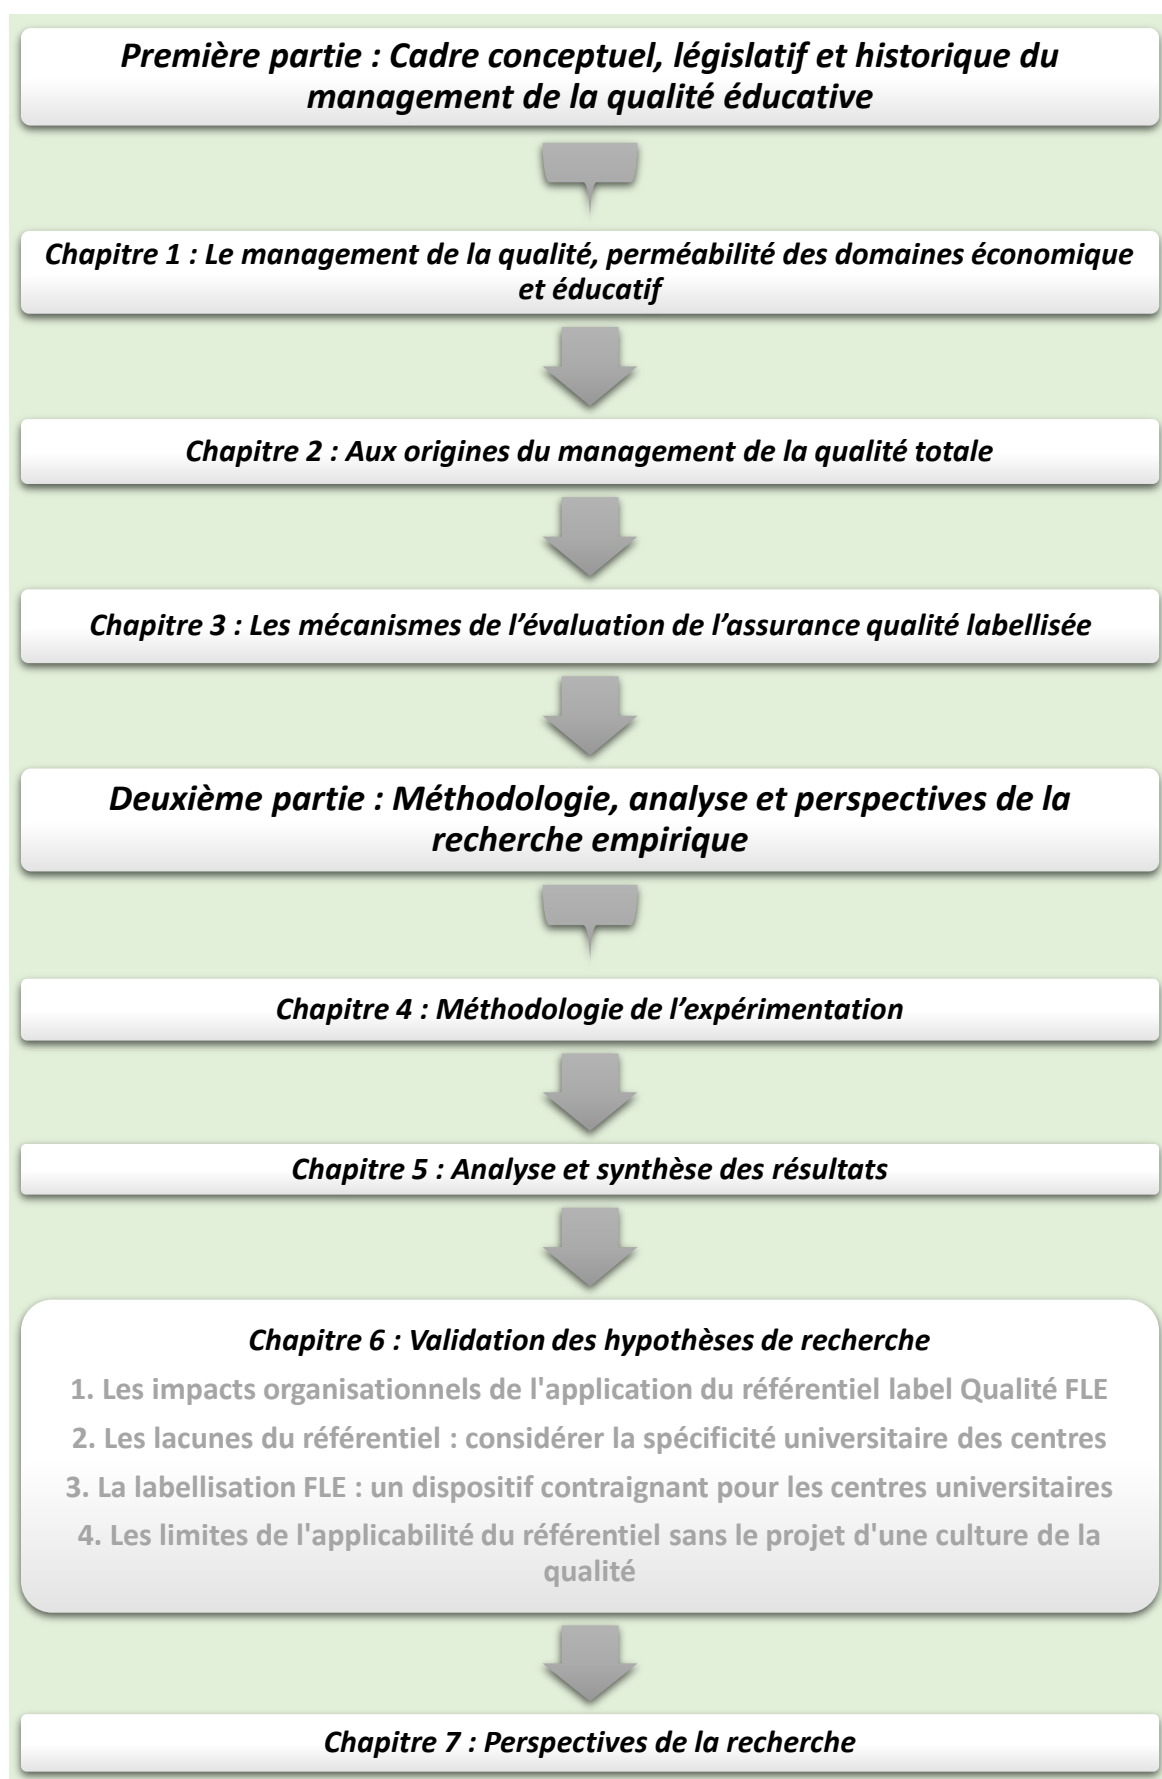 Première partie : Cadre conceptuel, législatif et historique du
management de la qualité éducative
Chapitre 1 : Le management de la qualité, perméabilité des domaines économique
et éducatif
Chapitre 2 : Aux origines du management de la qualité totale
Chapitre 3 : Les mécanismes de l’évaluation de l’assurance qualité labellisée
Deuxième partie : Méthodologie, analyse et perspectives de la
recherche empirique
Chapitre 4 : Méthodologie de l’expérimentation
Chapitre 5 : Analyse et synthèse des résultats
Chapitre 6 : Validation des hypothèses de recherche
1. Les impacts organisationnels de l'application du référentiel label Qualité FLE
2. Les lacunes du référentiel : considérer la spécificité universitaire des centres
3. La labellisation FLE : un dispositif contraignant pour les centres universitaires
4. Les limites de l'applicabilité du référentiel sans le projet d'une culture de la
qualité
Chapitre 7 : Perspectives de la recherche